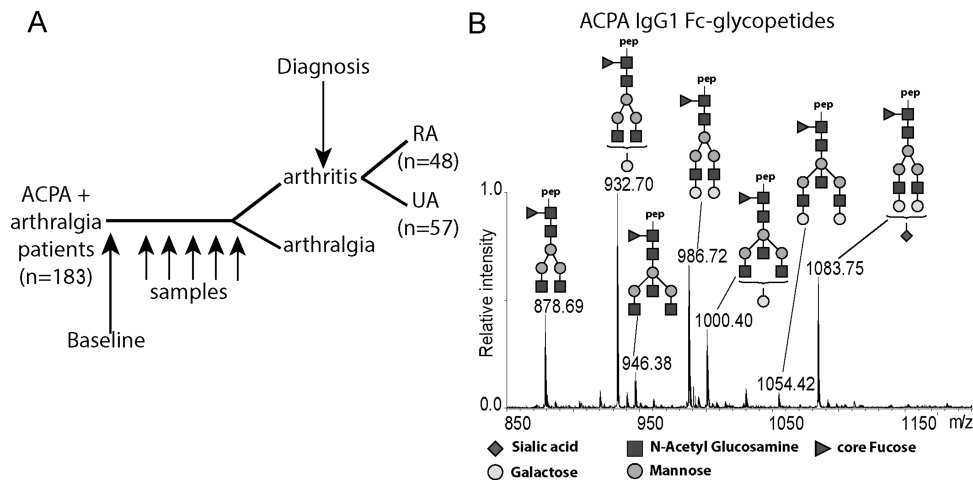 A
Diagnosis
RA
(n=48)
arthritis
UA
(n=57)
ACPA +
arthralgia
patients
(n=183)
arthralgia
samples
Baseline
B
ACPA IgG1 Fc-glycopetides
pep
pep
pep
pep
pep
pep
pep
932.70
1.0
986.72
1083.75
878.69
1000.40
946.38
1054.42
Relative intensity
0.0
850
950
1050
1150
m/z
Sialic acid
N-Acetyl Glucosamine
core Fucose
Galactose
Mannose